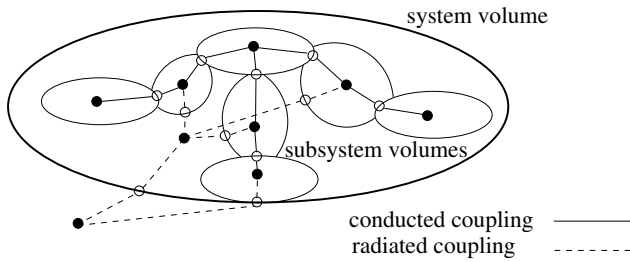 system volume
subsystem volumes
conducted coupling
radiated coupling